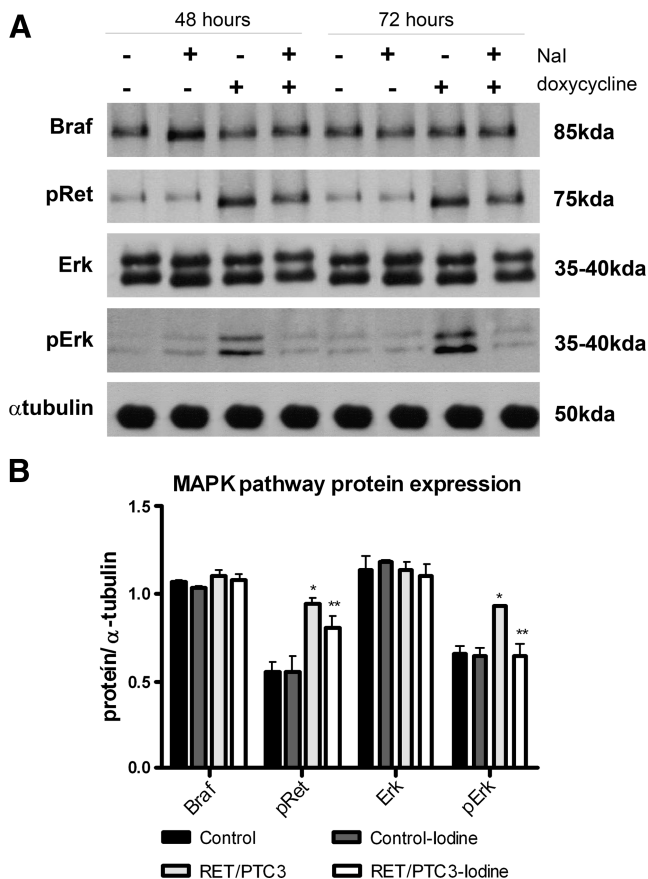 A
48 hours 72 hours
- + - + - + - + NaI
- - + + - - + + doxycycline
Braf 85kda
pRet 75kda
Erk 35-40kda
pErk 35-40kda
αtubulin 50kda
B
MAPK pathway protein expression
1.5
1.0
0.5
0.0
proteín/α-tubulin
* ** * **
Braf pRet Erk pErk
Control Control-Iodine
RET/PTC3 RET/PTC3-Iodine